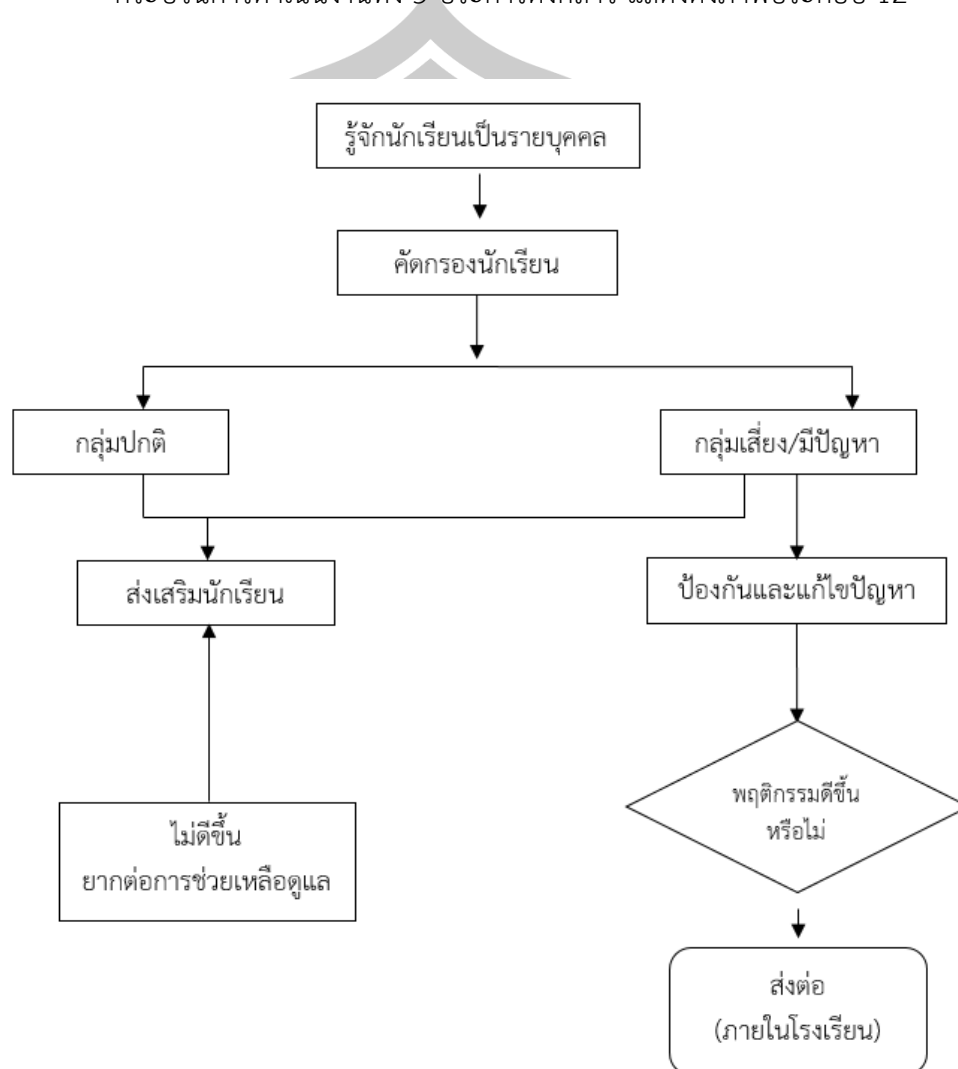 รู้จักนักเรียนเป็นรายบุคคล
คัดกรองนักเรียน
กลุ่มปกติ
กลุ่มเสี่ยง/มีปัญหา
ส่งเสริมนักเรียน
ป้องกันและแก้ไขปัญหา
พฤติกรรมดีขึ้น
หรือไม่
ไม่ดีขึ้น
ยากต่อการช่วยเหลือดูแล
ส่งต่อ
(ภายในโรงเรียน)